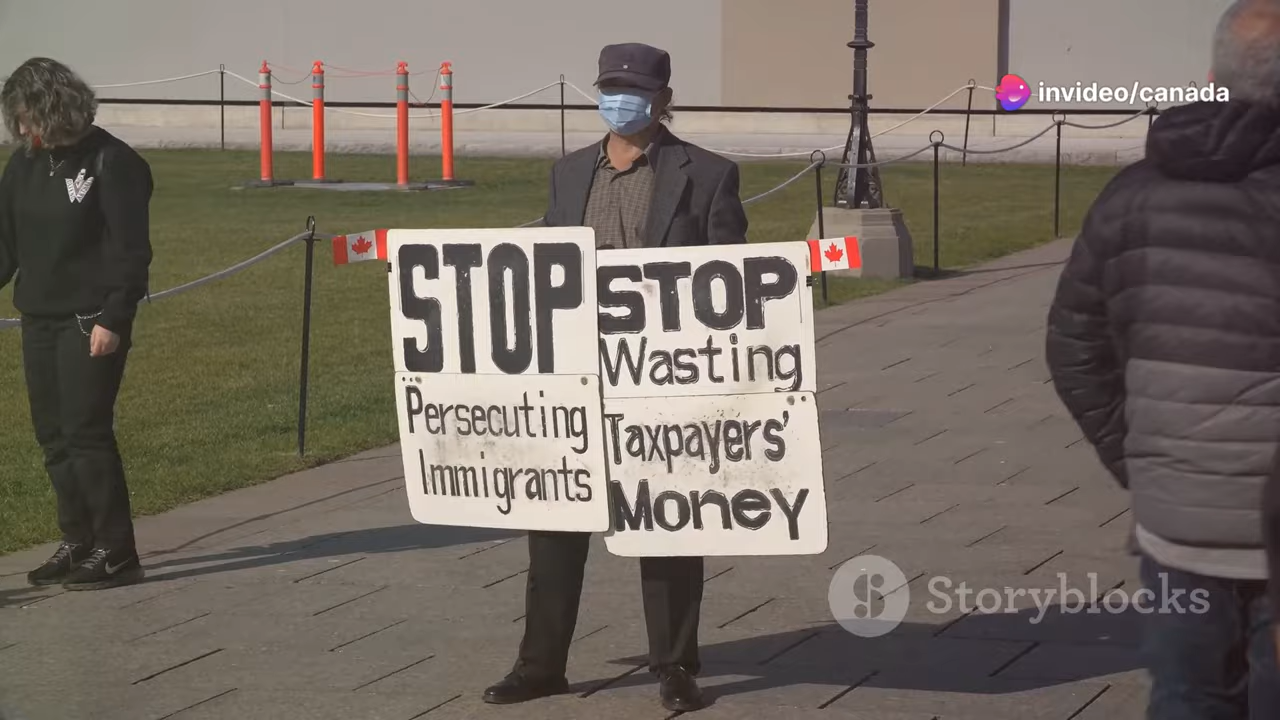 invideo/canada
STOP
Persecuting
Immigrants
STOP
Wasting
Taxpayers'
Money
Storyblocks